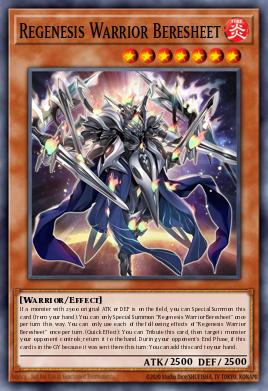 Regenesis Warrior Beresheet
FIRE
炎
[Warrior/Effect]
If a monster with 2500 original ATK or DEF is on the field, you can Special Summon this
card (from your hand). You can only Special Summon "Regenesis Warrior Beresheet" once
per turn this way. You can only use each of the following effects of "Regenesis Warrior
Beresheet" once per turn. (Quick Effect): You can Tribute this card, then target 1 monster
your opponent controls; return it to the hand. During your opponent's End Phase, if this
card is in the GY because it was sent there this turn: You can add this card to your hand.
ATK/2500 DEF/2500